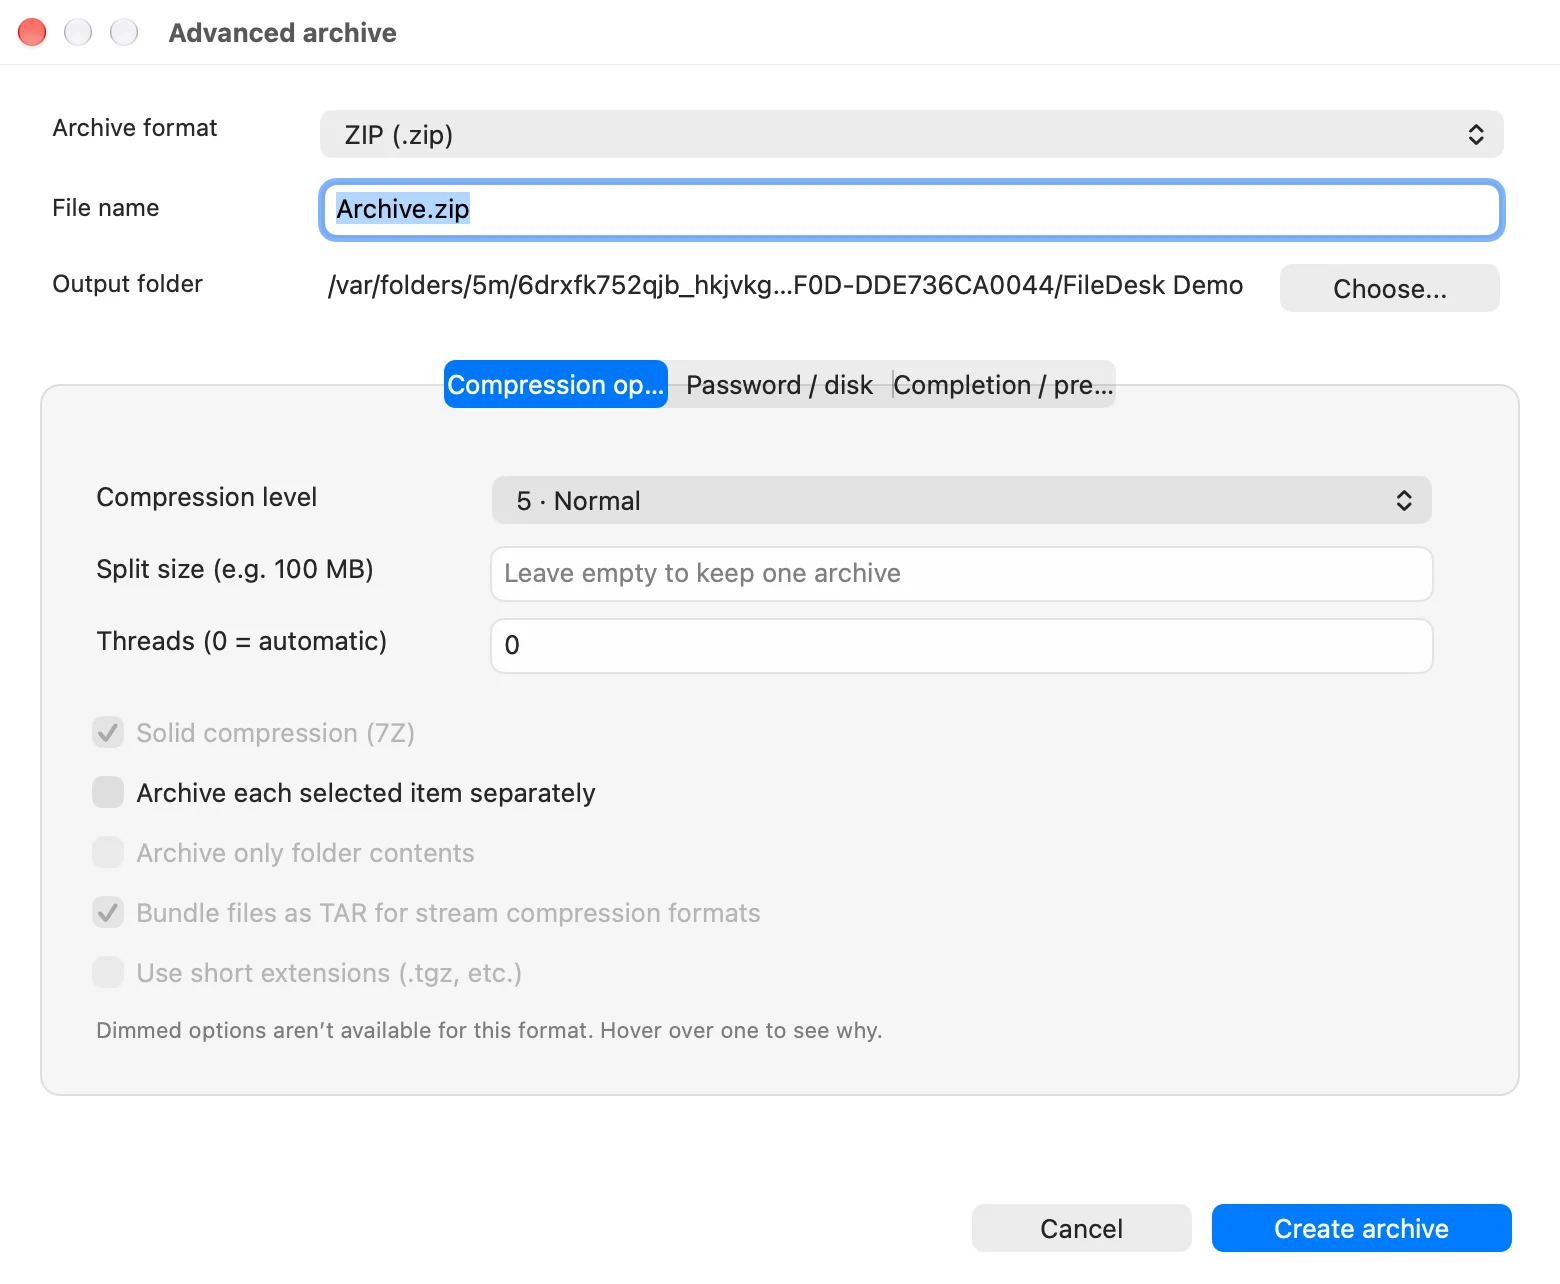 Advanced archive
Archive format
ZIP (.zip)
File name
Archive.zip
Output folder
/var/folders/5m/6drxfk752qjb_hkjvkg...F0D-DDE736CA0044/FileDesk Demo
Choose...
Compression op...
Password / disk
Completion / pre...
Compression level
5 · Normal
Split size (e.g. 100 MB)
Leave empty to keep one archive
Threads (0 = automatic)
0
Solid compression (7Z)
Archive each selected item separately
Archive only folder contents
Bundle files as TAR for stream compression formats
Use short extensions (.tgz, etc.)
Dimmed options aren’t available for this format. Hover over one to see why.
Cancel
Create archive